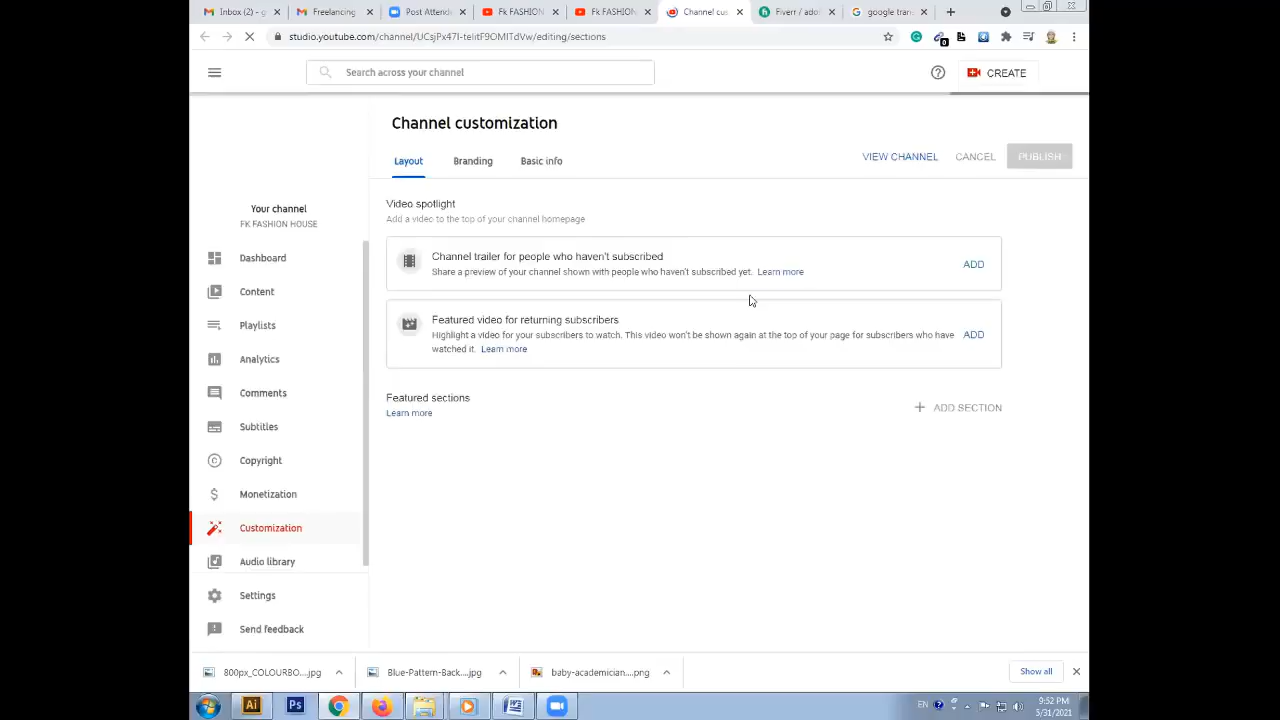 Inbox (2) - g
Freelancing
Post Attend
Fk FASHION
Fk FASHION
Channel cus
Fiverr / ado
google tran
studio.youtube.com/channel/UCsjPx47I-teIitF9OMlTdVw/editing/sections
Search across your channel
CREATE
Channel customization
Layout
Branding
Basic info
VIEW CHANNEL
CANCEL
PUBLISH
Your channel
FK FASHION HOUSE
Dashboard
Content
Playlists
Analytics
Comments
Subtitles
Copyright
Monetization
Customization
Audio library
Settings
Send feedback
Video spotlight
Add a video to the top of your channel homepage
Channel trailer for people who haven't subscribed
Share a preview of your channel shown with people who haven't subscribed yet. Learn more
ADD
Featured video for returning subscribers
Highlight a video for your subscribers to watch. This video won't be shown again at the top of your page for subscribers who have
watched it. Learn more
ADD
Featured sections
Learn more
ADD SECTION
800px_COLOURBO....jpg
Blue-Pattern-Back....jpg
baby-academician....png
Show all
Ai
Ps
EN
9:52 PM
3/31/2021